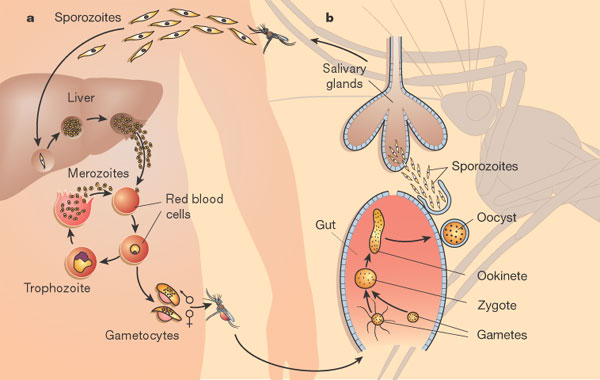 a
Sporozoites
Liver
Merozoites
Red blood
cells
Trophozoite
Gametocytes
b
Salivary
glands
Sporozoites
Gut
Oocyst
Ookinete
Zygote
Gametes